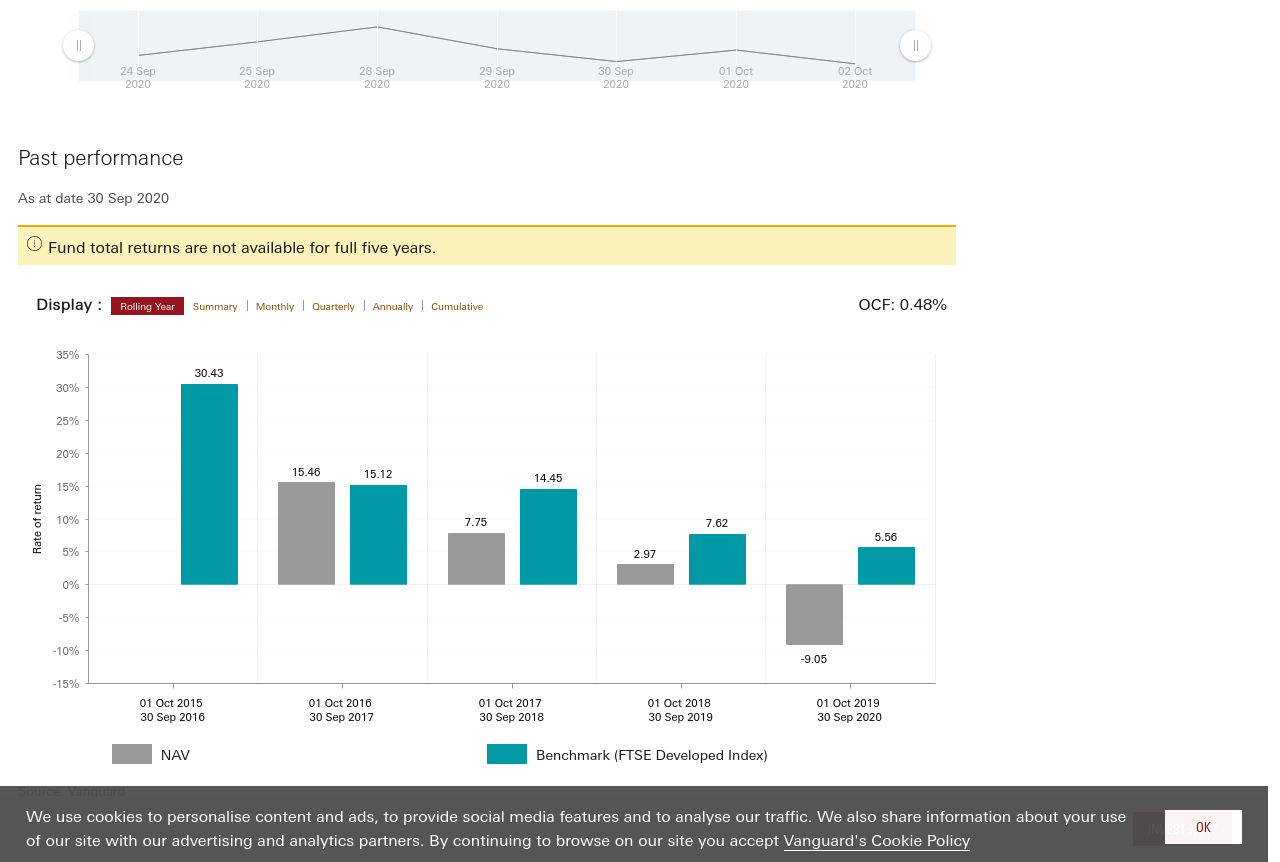 24 Sep 25 Sep 28 Sep 29 Sep 30 Sep 01 Oct 02 Oct
2020 2020 2020 2020 2020 2020 2020
Past performance
As at date 30 Sep 2020
Fund total returns are not available for full five years.
Display : Rolling Year Summary Monthly Quarterly Annually Cumulative OCF: 0.48%
35%
30%
25%
20%
15%
10%
5%
0%
-5%
-10%
-15%
Rate of return
30.43
15.46
15.12
7.75
14.45
2.97
7.62
-9.05
5.56
01 Oct 2015 01 Oct 2016 01 Oct 2017 01 Oct 2018 01 Oct 2019
30 Sep 2016 30 Sep 2017 30 Sep 2018 30 Sep 2019 30 Sep 2020
NAV Benchmark (FTSE Developed Index)
Source: Vanguard
We use cookies to personalise content and ads, to provide social media features and to analyse our traffic. We also share information about your use
of our site with our advertising and analytics partners. By continuing to browse on our site you accept Vanguard's Cookie Policy
OK